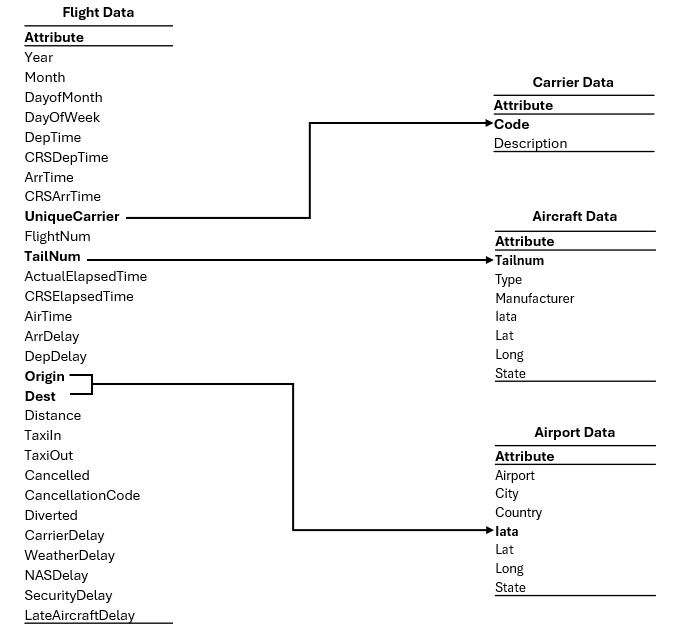 Flight Data
Attribute
Year
Month
DayofMonth
DayOfWeek
DepTime
CRSDepTime
ArrTime
CRSArrTime
UniqueCarrier
FlightNum
TailNum
ActualElapsedTime
CRSElapsedTime
AirTime
ArrDelay
DepDelay
Origin
Dest
Distance
TaxiIn
TaxiOut
Cancelled
CancellationCode
Diverted
CarrierDelay
WeatherDelay
NASDelay
SecurityDelay
LateAircraftDelay
Carrier Data
Attribute
Code
Description
Aircraft Data
Attribute
Tailnum
Type
Manufacturer
Iata
Lat
Long
State
Airport Data
Attribute
Airport
City
Country
Iata
Lat
Long
State